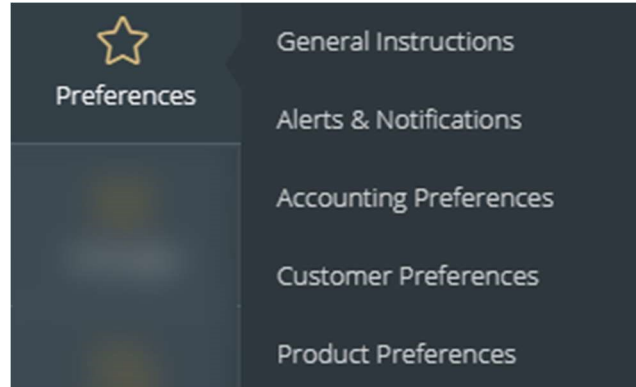 Preferences
General Instructions
Alerts & Notifications
Accounting Preferences
Customer Preferences
Product Preferences